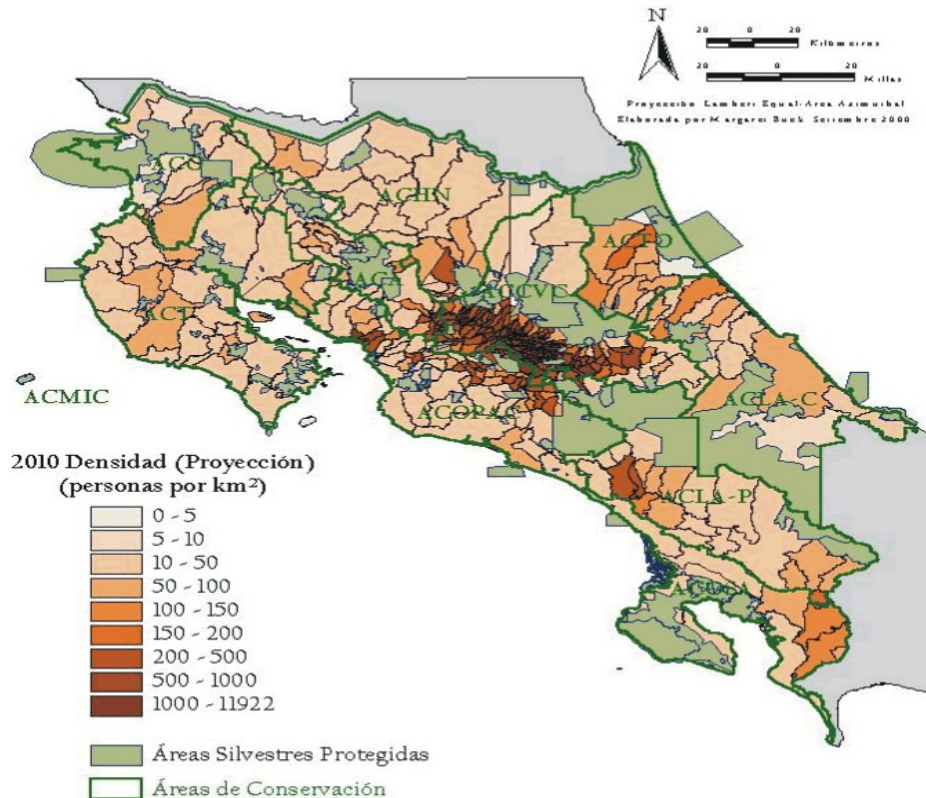 N
20 0 20
Kilometros
20 0 20
Millas
Proyección Lambert Equal-Area Azimuthal
Elaborada por Margaret Buck Setiembre 2000
ACG
ACHN
ACTO
ACA
ACCVC
ACT
ACMIC
ACOPAC
ACLA-C
ACLA-P
2010 Densidad (Proyección)
(personas por km²)
0 - 5
5 - 10
10 - 50
50 - 100
100 - 150
150 - 200
200 - 500
500 - 1000
1000 - 11922
Áreas Silvestres Protegidas
Áreas de Conservación